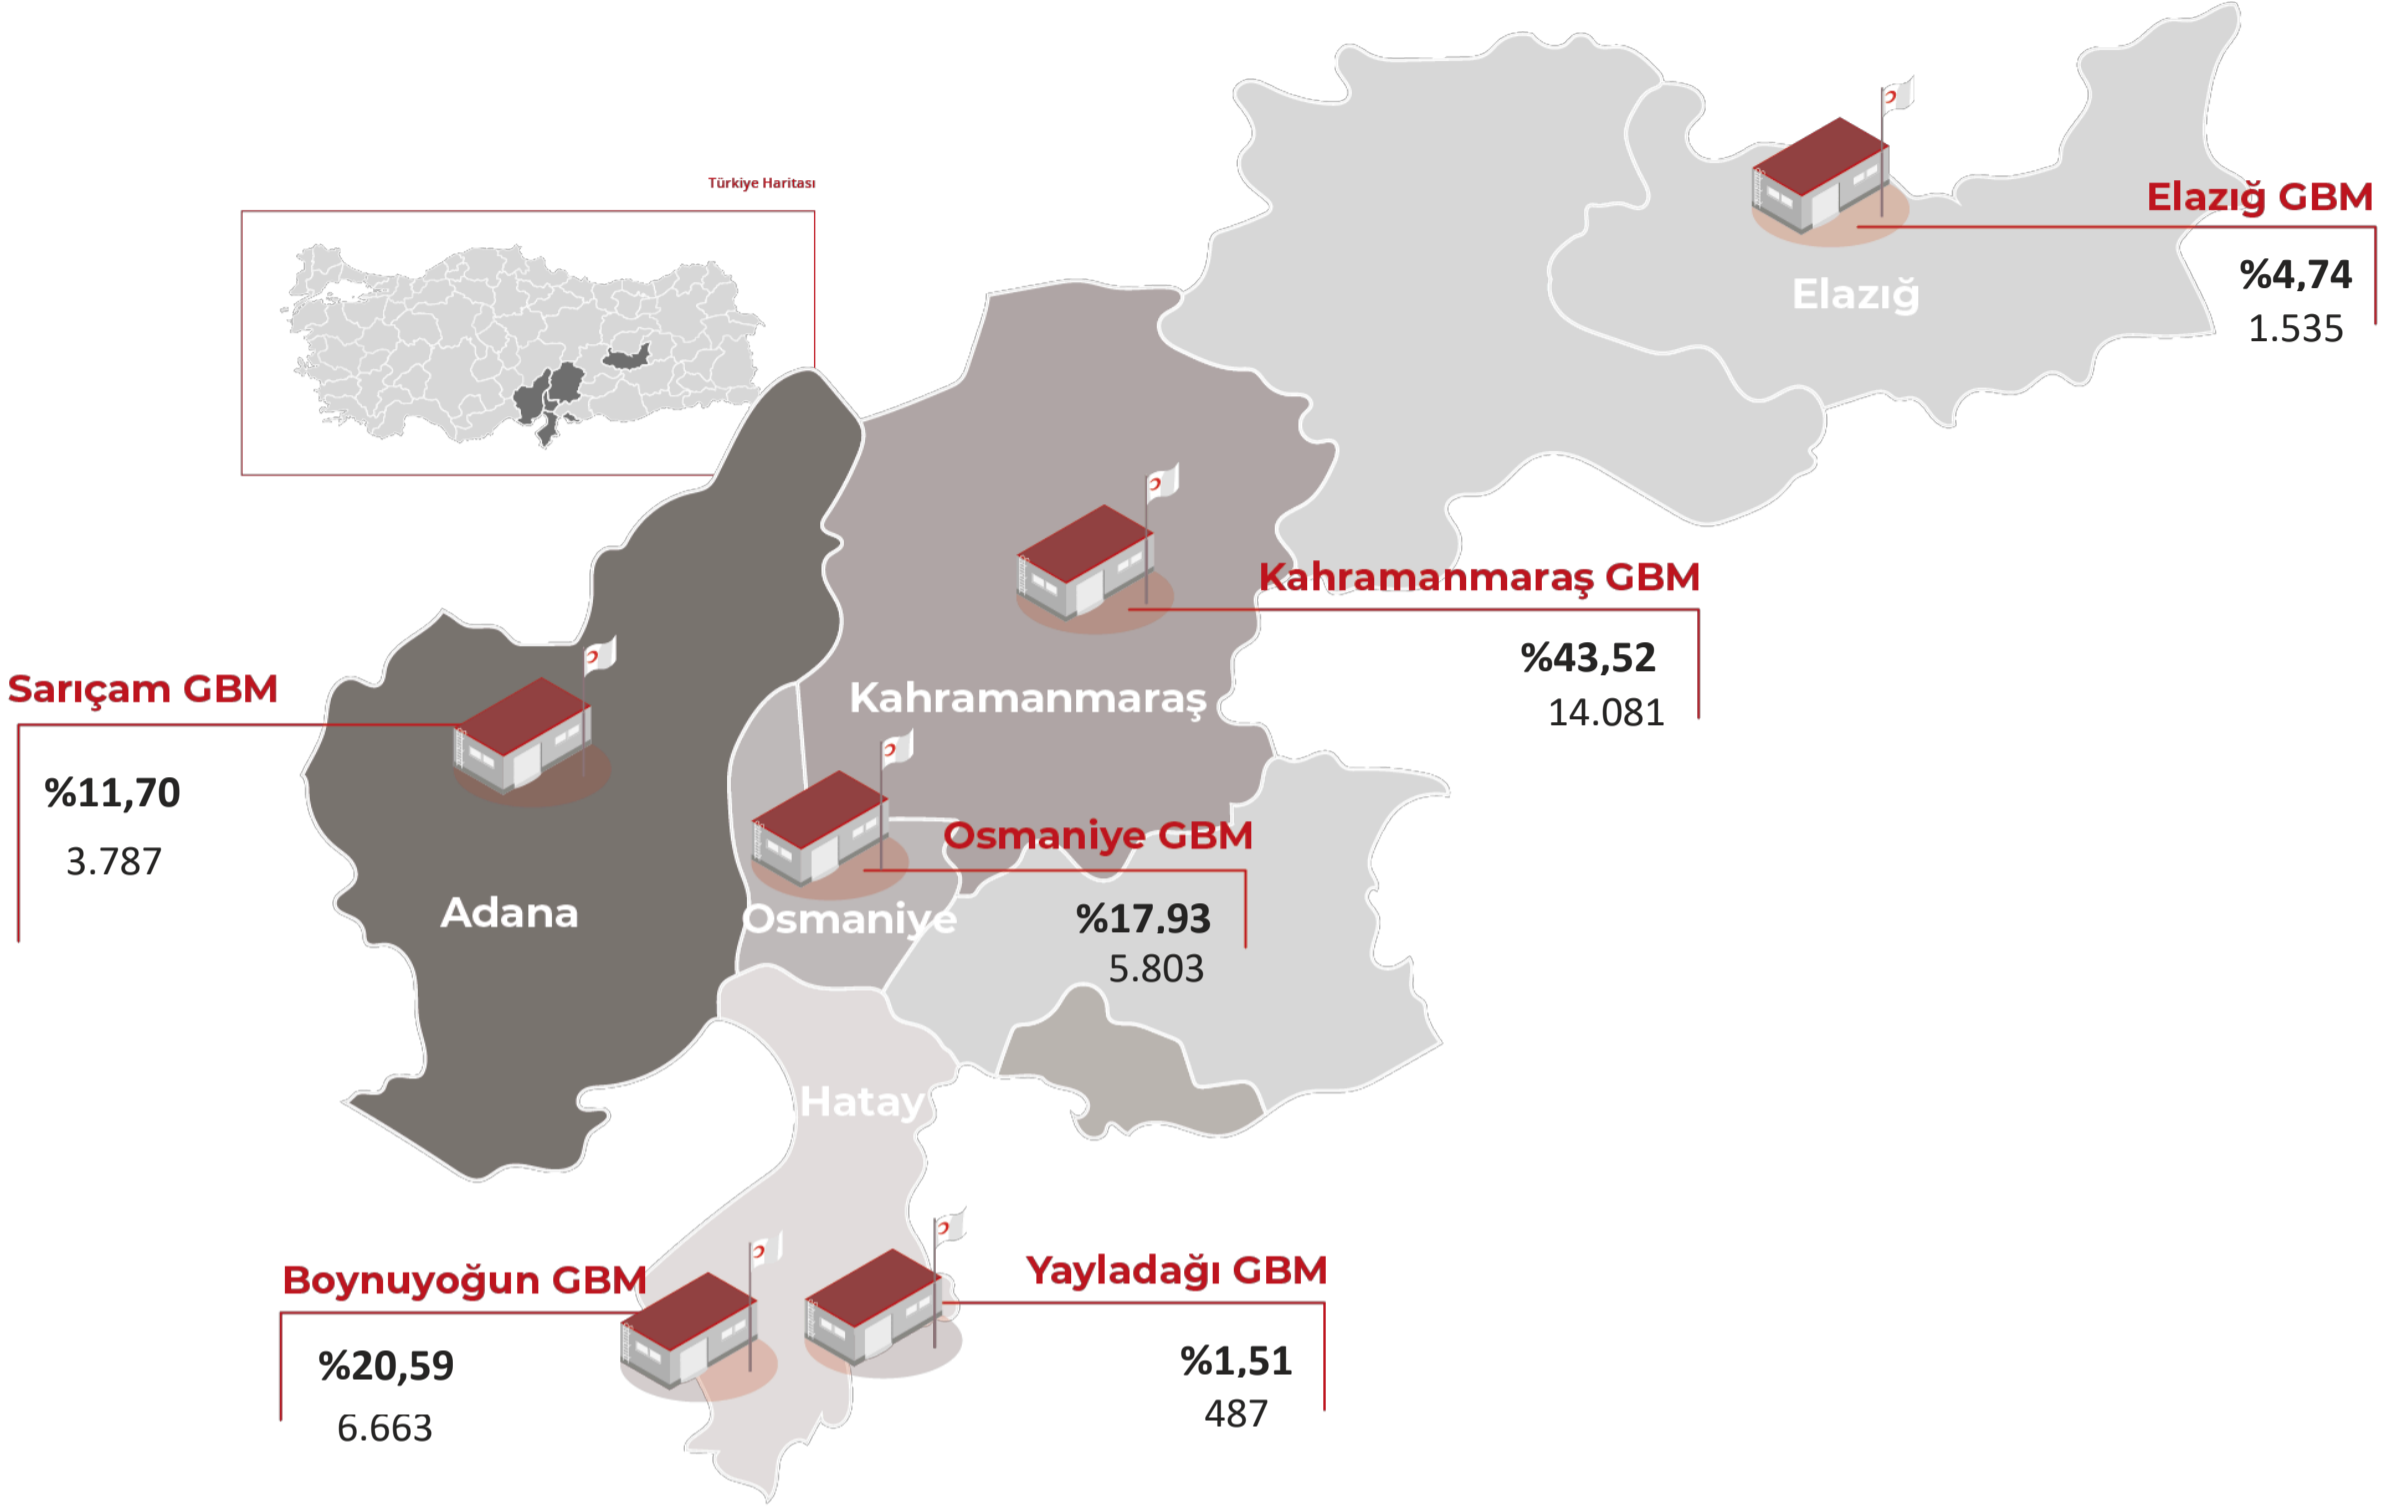 Türkiye Haritası
Elazığ GBM
%4,74
1.535
Elazığ
Kahramanmaraş GBM
%43,52
14.081
Kahramanmaraş
Sarıçam GBM
%11,70
3.787
Adana
Osmaniye GBM
%17,93
5.803
Osmaniye
Hatay
Boynuyoğun GBM
%20,59
6.663
Yayladağı GBM
%1,51
487